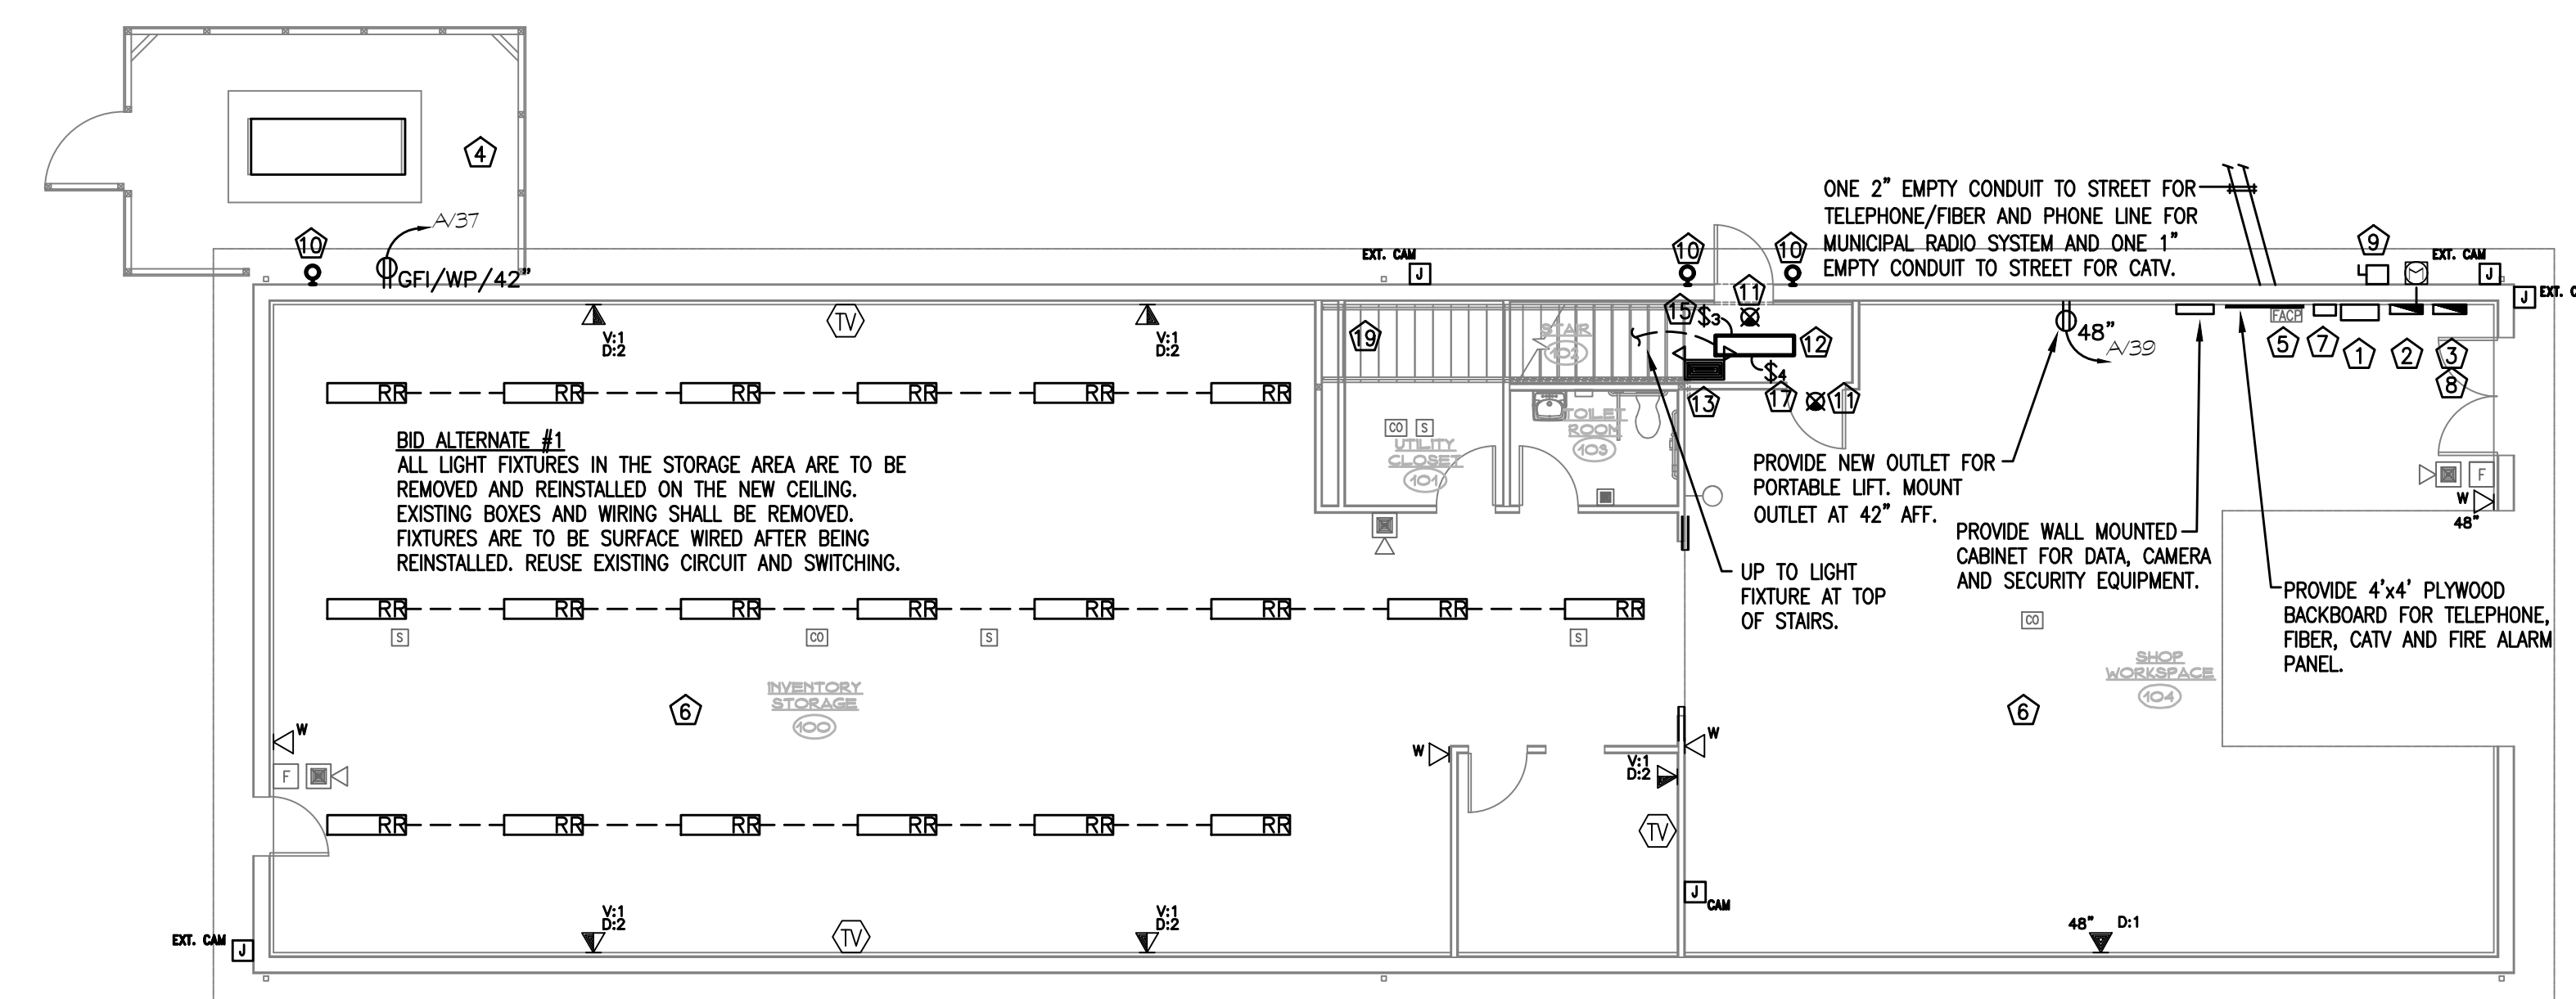 4
A/37
10
GFI/WP/42"
EXT. CAM
J
10
10
ONE 2" EMPTY CONDUIT TO STREET FOR
TELEPHONE/FIBER AND PHONE LINE FOR
MUNICIPAL RADIO SYSTEM AND ONE 1"
EMPTY CONDUIT TO STREET FOR CATV.
9
M
EXT. CAM
J
J
EXT.
TV
V:1
D:2
V:1
D:2
19
STAIR
102
15
$3
11
12
$4
13
17
11
48"
A/39
FACP
5
7
1
2
3
8
RR
RR
RR
RR
RR
RR
BID ALTERNATE #1
ALL LIGHT FIXTURES IN THE STORAGE AREA ARE TO BE
REMOVED AND REINSTALLED ON THE NEW CEILING.
EXISTING BOXES AND WIRING SHALL BE REMOVED.
FIXTURES ARE TO BE SURFACE WIRED AFTER BEING
REINSTALLED. REUSE EXISTING CIRCUIT AND SWITCHING.
CO
S
UTILITY
CLOSET
101
TOILET
ROOM
103
PROVIDE NEW OUTLET FOR
PORTABLE LIFT. MOUNT
OUTLET AT 42" AFF.
PROVIDE WALL MOUNTED
CABINET FOR DATA, CAMERA
AND SECURITY EQUIPMENT.
F
W
48"
UP TO LIGHT
FIXTURE AT TOP
OF STAIRS.
PROVIDE 4'x4' PLYWOOD
BACKBOARD FOR TELEPHONE,
FIBER, CATV AND FIRE ALARM
PANEL.
RR
RR
RR
RR
RR
RR
RR
RR
S
CO
S
S
CO
INVENTORY
STORAGE
100
6
SHOP
WORKSPACE
104
6
W
F
W
W
V:1
D:2
TV
RR
RR
RR
RR
RR
RR
J
CAM
V:1
D:2
TV
V:1
D:2
48"
D:1
EXT. CAM
J